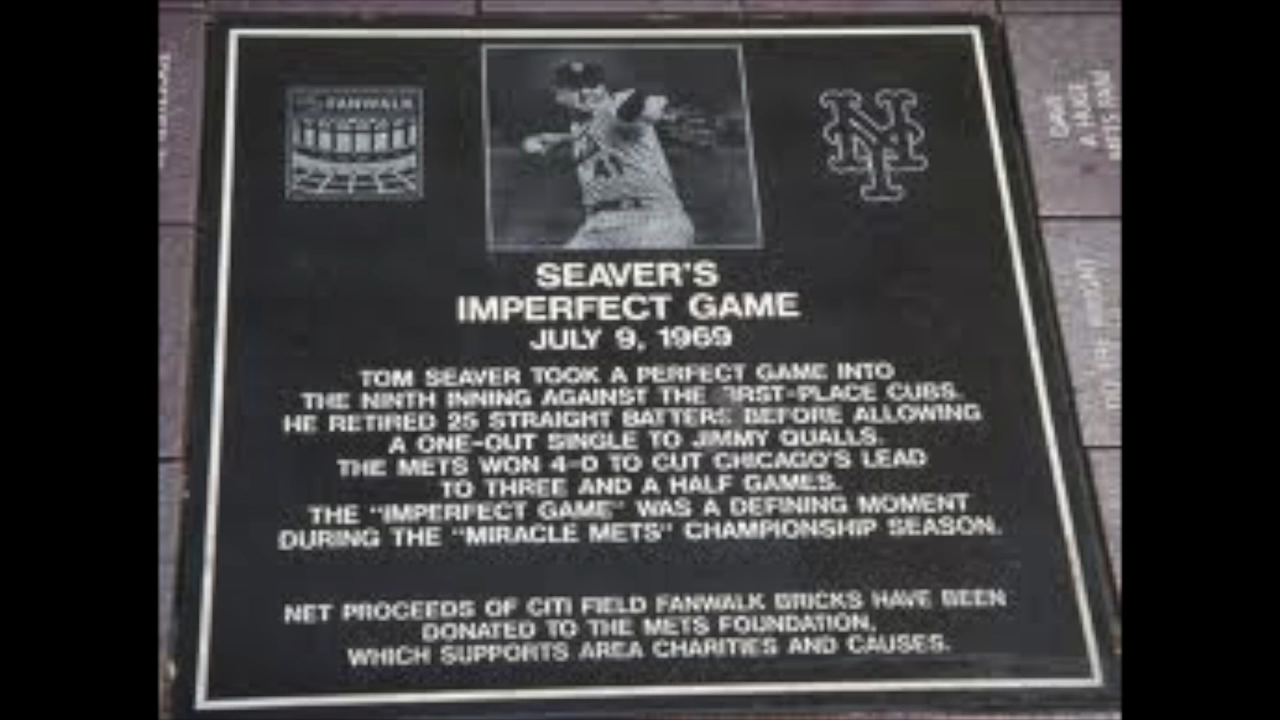 FANWALK
NY
41
SEAVER'S
IMPERFECT GAME
JULY 9, 1969
TOM SEAVER TOOK A PERFECT GAME INTO
THE NINTH INNING AGAINST THE FIRST-PLACE CUBS.
HE RETIRED 25 STRAIGHT BATTERS BEFORE ALLOWING
A ONE-OUT SINGLE TO JIMMY QUALLS.
THE METS WON 4-0 TO CUT CHICAGO'S LEAD
TO THREE AND A HALF GAMES.
THE "IMPERFECT GAME" WAS A DEFINING MOMENT
DURING THE "MIRACLE METS" CHAMPIONSHIP SEASON.
NET PROCEEDS OF CITI FIELD FANWALK BRICKS HAVE BEEN
DONATED TO THE METS FOUNDATION,
WHICH SUPPORTS AREA CHARITIES AND CAUSES.
A HUGE
METS FAN